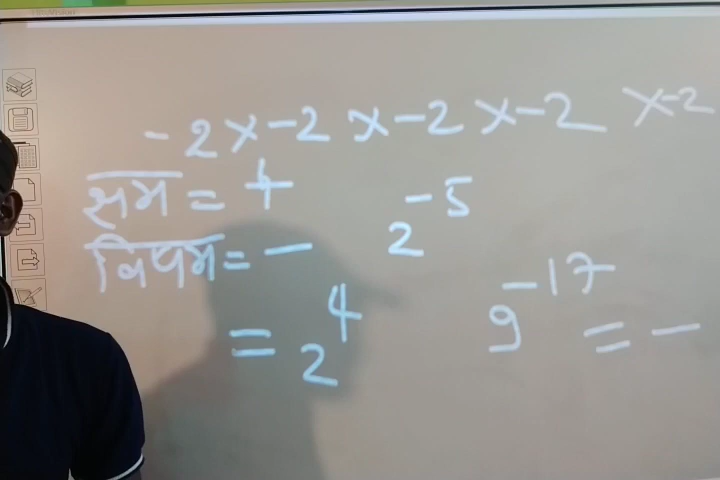 -2x-2x-2x-2x-2
सम = +
2^-5
विषम = -
= 2^4
9^-17 = -